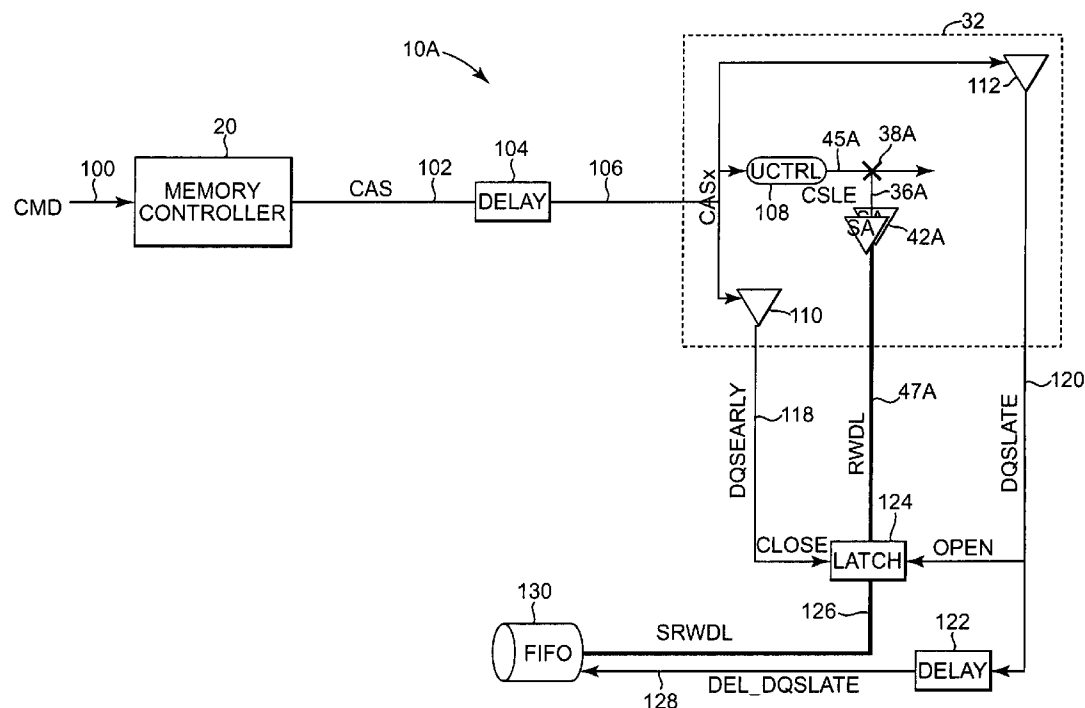 32
10A
112
20
45A
38A
104
100
102
106
CASx
UCTRL
36A
CMD
MEMORY
CONTROLLER
CAS
DELAY
CSLE
108
SA
SA
42A
110
120
47A
118
DQSEARLY
RWDL
DQSLATE
124
CLOSE
LATCH
OPEN
126
130
122
SRWDL
FIFO
DELAY
DEL_DQSLATE
128